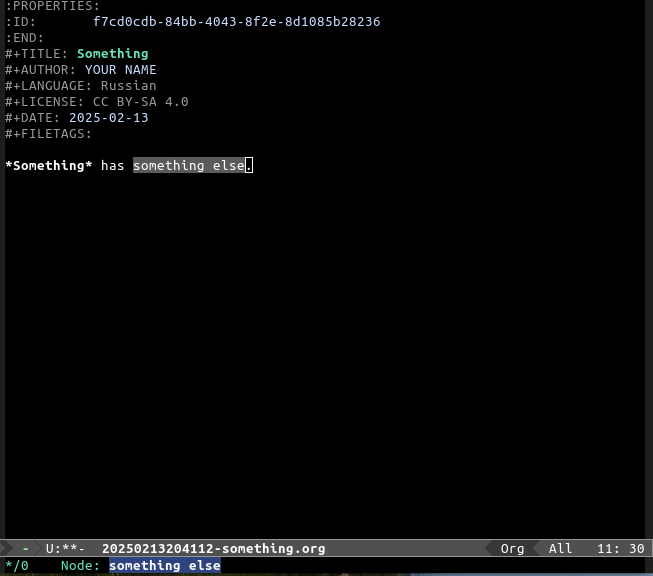 :PROPERTIES:
:ID:       f7cd0cdb-84bb-4043-8f2e-8d1085b28236
:END:
#+TITLE: Something
#+AUTHOR: YOUR NAME
#+LANGUAGE: Russian
#+LICENSE: CC BY-SA 4.0
#+DATE: 2025-02-13
#+FILETAGS:
*Something* has something else.
- U:**-  20250213204112-something.org Org All 11: 30
*/0    Node: something else